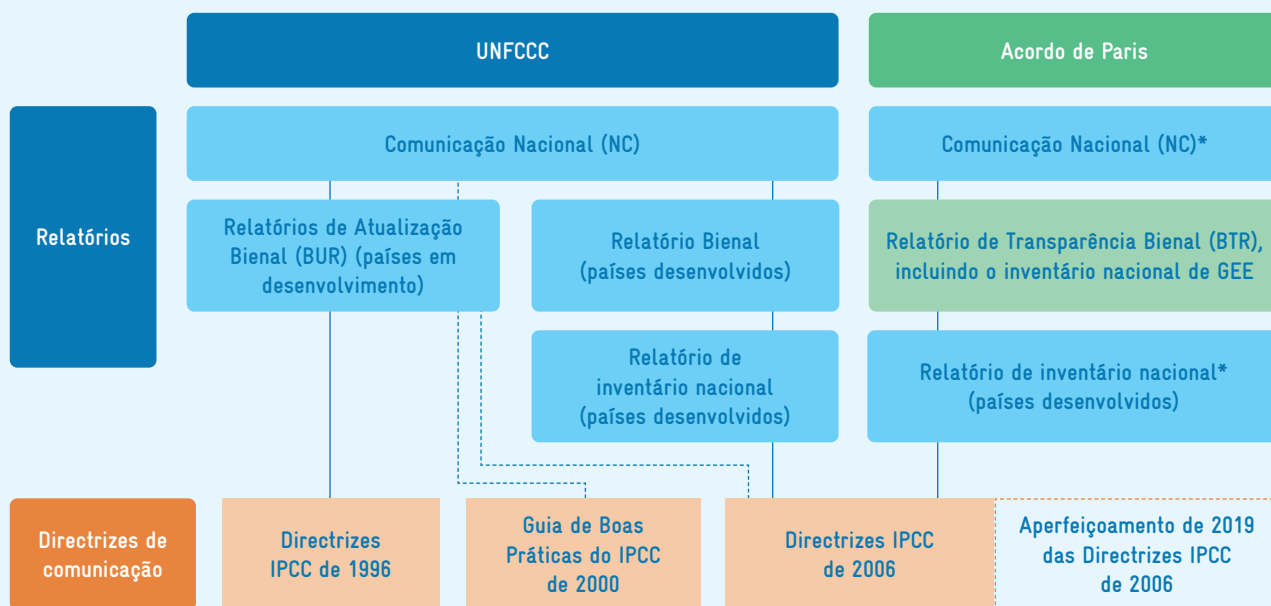 UNFCCC
Acordo de Paris
Relatórios
Comunicação Nacional (NC)
Comunicação Nacional (NC)*
Relatórios de Atualização
Bienal (BUR) (países em
desenvolvimento)
Relatório Bienal
(países desenvolvidos)
Relatório de Transparência Bienal (BTR),
incluindo o inventário nacional de GEE
Relatório de
inventário nacional
(países desenvolvidos)
Relatório de inventário nacional*
(países desenvolvidos)
Directrizes de
comunicação
Directrizes
IPCC de 1996
Guia de Boas
Práticas do IPCC
de 2000
Directrizes IPCC
de 2006
Aperfeiçoamento de 2019
das Directrizes IPCC
de 2006